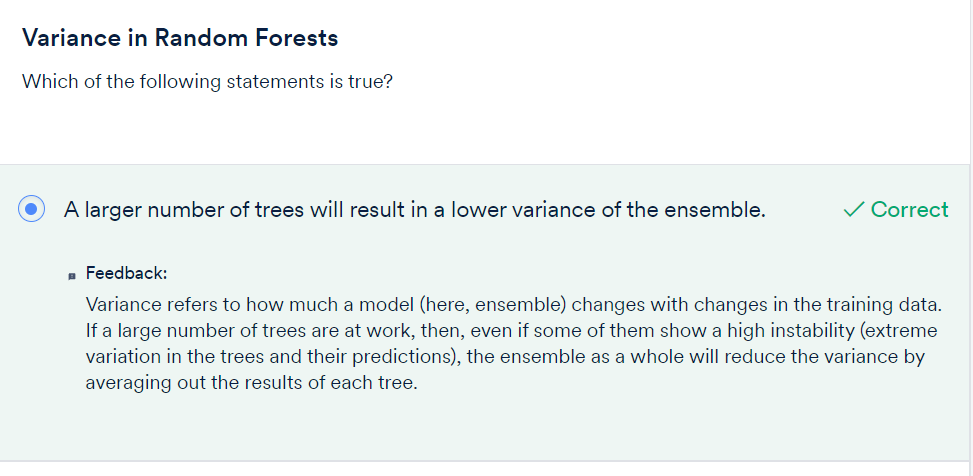 Variance in Random Forests
Which of the following statements is true?
A larger number of trees will result in a lower variance of the ensemble.
Correct
Feedback:
Variance refers to how much a model (here, ensemble) changes with changes in the training data.
If a large number of trees are at work, then, even if some of them show a high instability (extreme
variation in the trees and their predictions), the ensemble as a whole will reduce the variance by
averaging out the results of each tree.